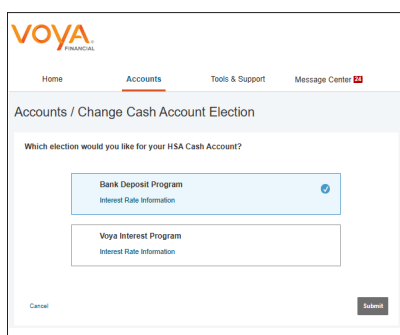 VOYA
FINANCIAL
Home Accounts Tools & Support Message Center 24
Accounts / Change Cash Account Election
Which election would you like for your HSA Cash Account?
Bank Deposit Program
Interest Rate Information
Voya Interest Program
Interest Rate Information
Cancel Submit